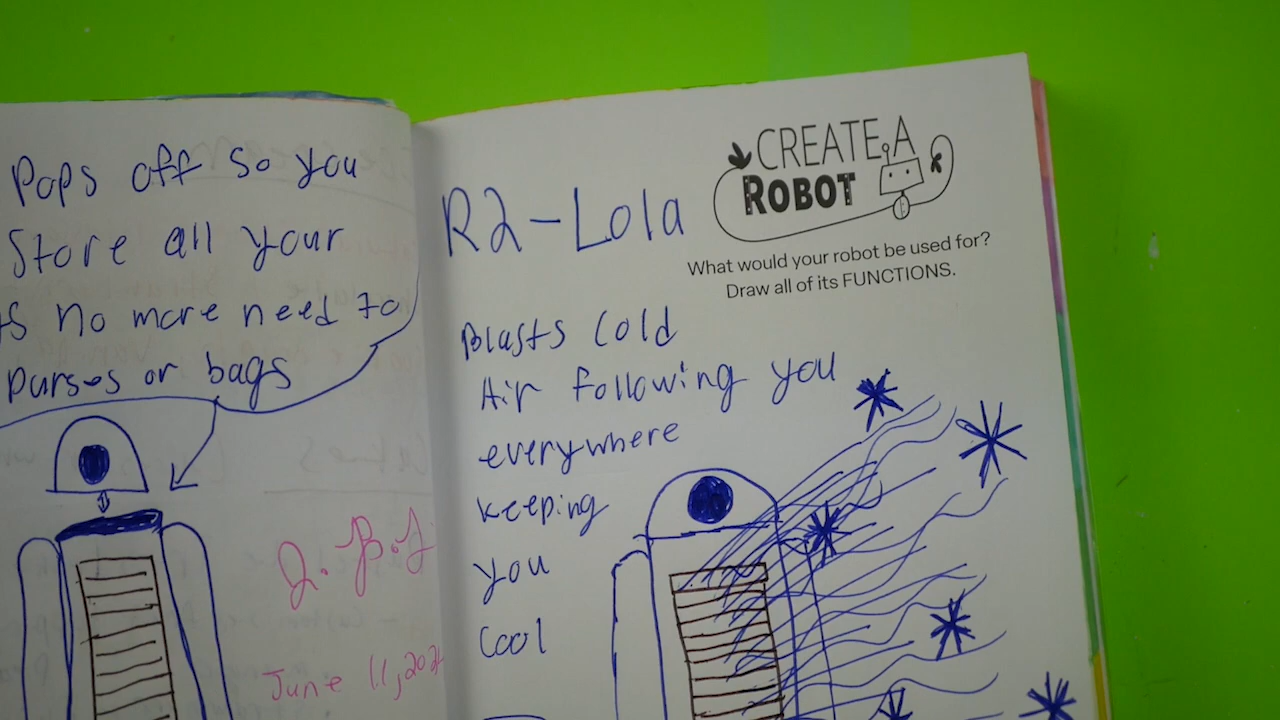 Pops off so you
Store all your
no more need to
purses or bags
J.B.J
June 11, 202
R2-Lola
CREATE A
ROBOT
What would your robot be used for?
Draw all of its FUNCTIONS.
Blasts Cold
Air following you
everywhere
keeping
you
Cool